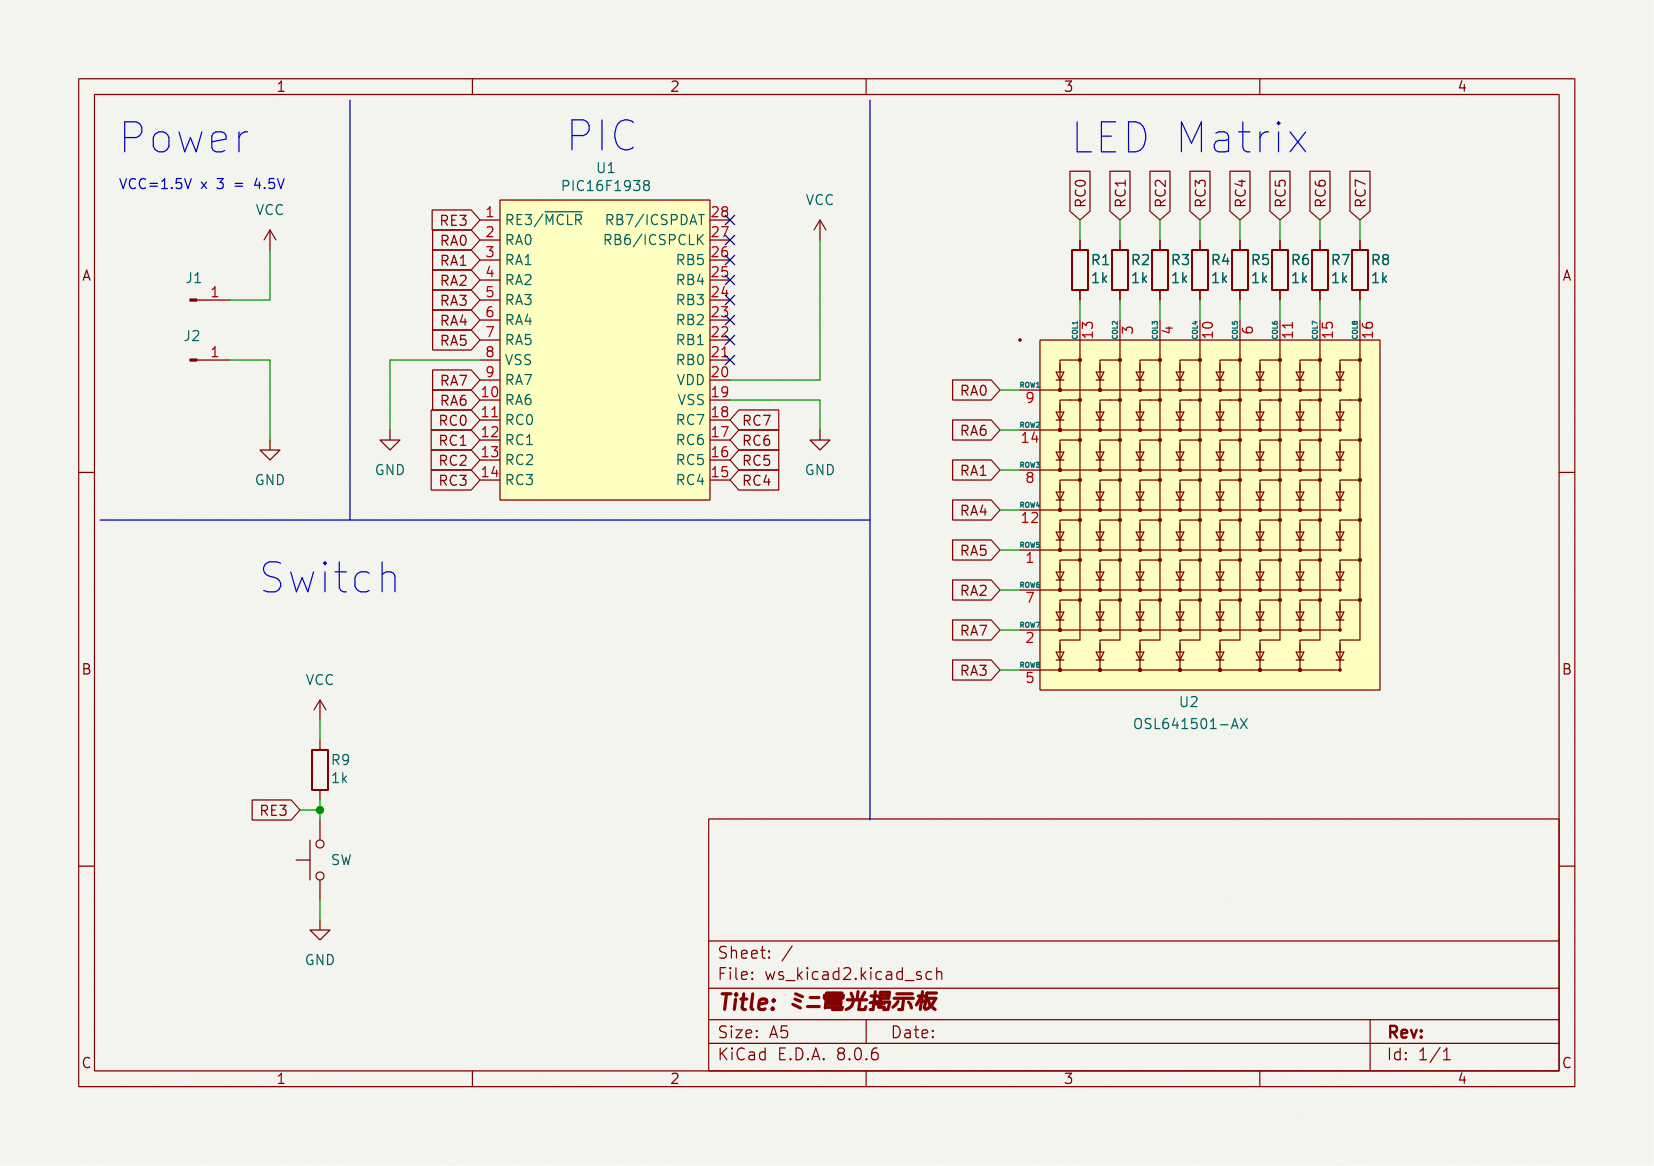 1 2 3 4
A B C
A B C
1 2 3 4
Power
VCC=1.5V x 3 = 4.5V
VCC
J1
1
J2
1
GND
PIC
U1
PIC16F1938
RE3 1 RE3/MCLR
RA0 2 RA0
RA1 3 RA1
RA2 4 RA2
RA3 5 RA3
RA4 6 RA4
RA5 7 RA5
8 VSS
RA7 9 RA7
RA6 10 RA6
RC0 11 RC0
RC1 12 RC1
RC2 13 RC2
RC3 14 RC3
RB7/ICSPDAT 28
RB6/ICSPCLK 27
RB5 26
RB4 25
RB3 24
RB2 23
RB1 22
RB0 21
VDD 20
VSS 19
RC7 18 RC7
RC6 17 RC6
RC5 16 RC5
RC4 15 RC4
GND
VCC
GND
LED Matrix
RC0 RC1 RC2 RC3 RC4 RC5 RC6 RC7
R1 R2 R3 R4 R5 R6 R7 R8
1k 1k 1k 1k 1k 1k 1k 1k
COL1 13 COL2 3 COL3 4 COL4 10 COL5 6 COL6 11 COL7 15 COL8 16
RA0 ROW1 9
RA6 ROW2 14
RA1 ROW3 8
RA4 ROW4 12
RA5 ROW5 1
RA2 ROW6 7
RA7 ROW7 2
RA3 ROW8 5
U2
OSL641501-AX
Switch
VCC
R9
1k
RE3
SW
GND
Sheet: /
File: ws_kicad2.kicad_sch
Title: ミニ電光掲示板
Size: A5 Date: Rev:
KiCad E.D.A. 8.0.6 Id: 1/1